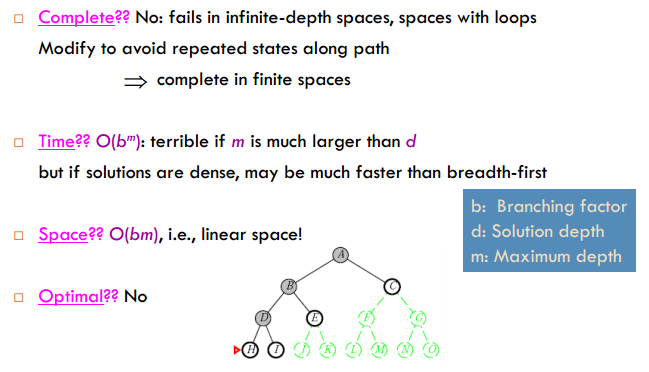 Complete?? No: fails in infinite-depth spaces, spaces with loops
Modify to avoid repeated states along path
⇒ complete in finite spaces
Time?? O(bᵐ): terrible if m is much larger than d
but if solutions are dense, may be much faster than breadth-first
Space?? O(bm), i.e., linear space!
Optimal?? No
b: Branching factor
d: Solution depth
m: Maximum depth
A
B C
D E F G
H I J K L M N O